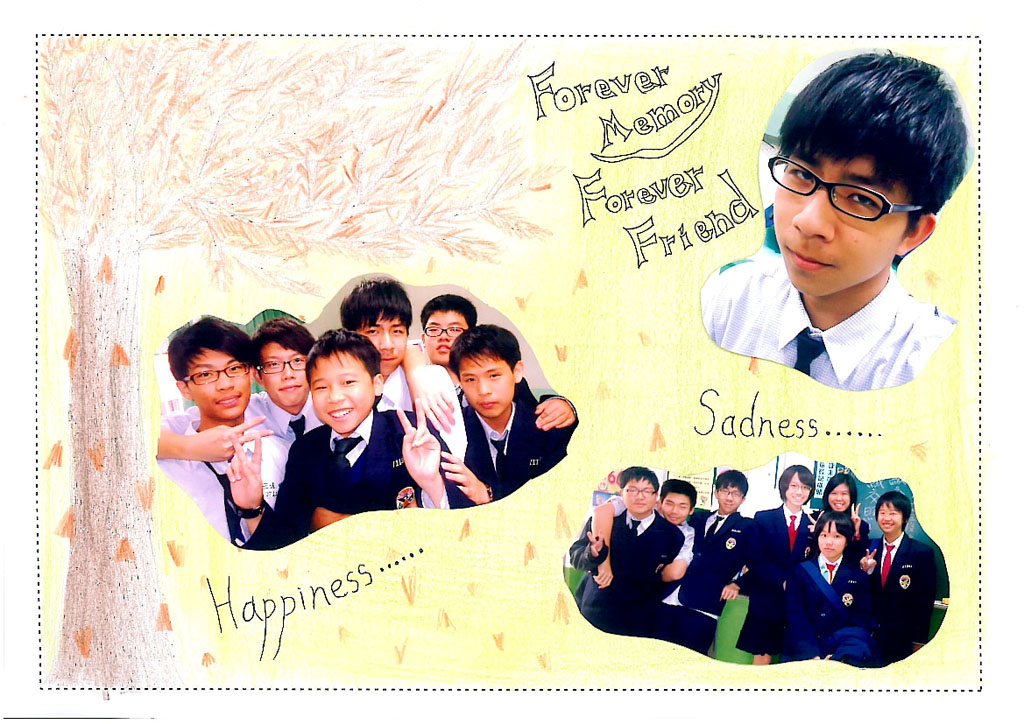 Forever
Memory
Forever
Friend
Sadness......
Happiness......